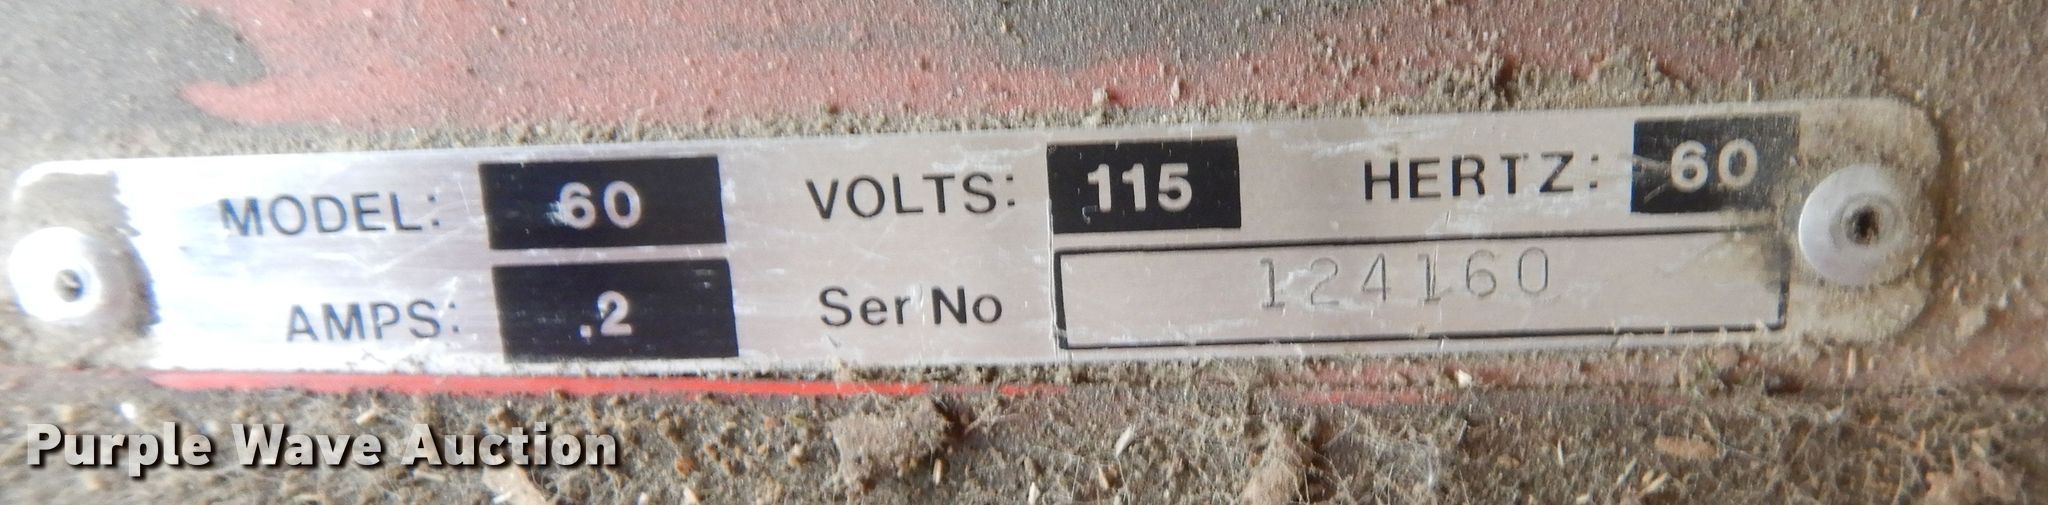 MODEL: 60 VOLTS: 115 HERTZ: 60
AMPS: .2 Ser No 124160
Purple Wave Auction